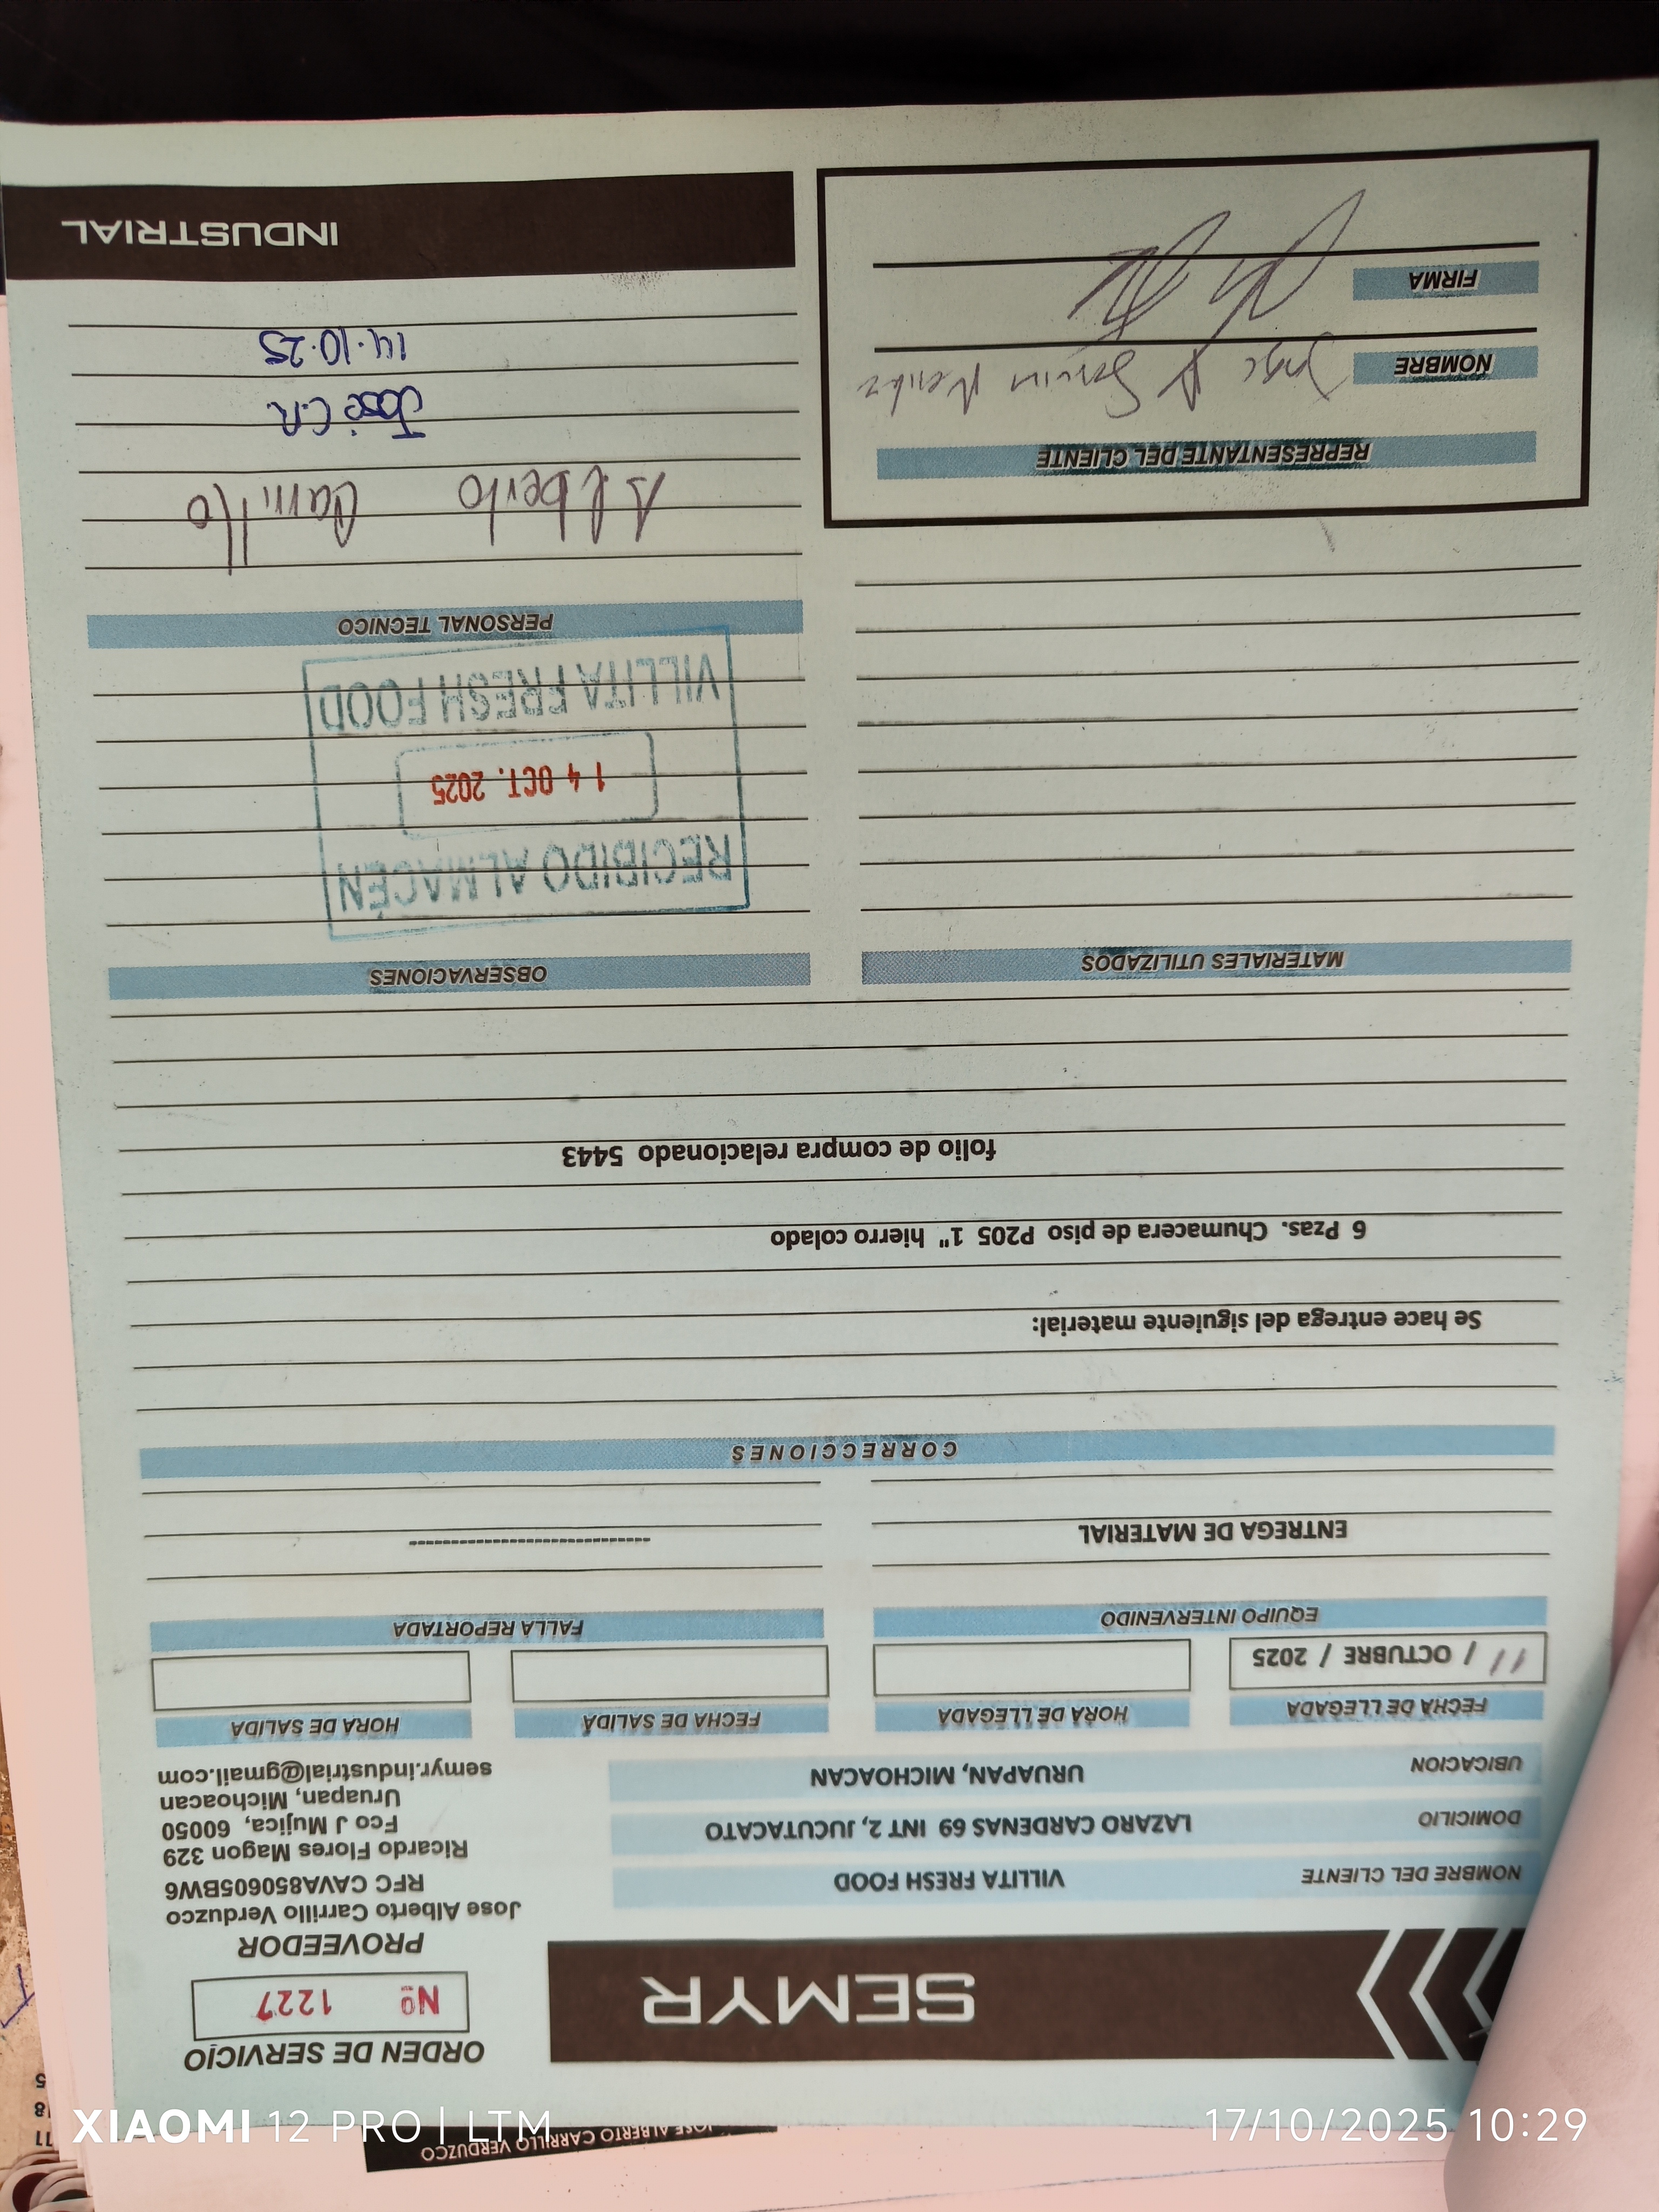 SEMYR
ORDEN DE SERVICIO
Nº 1227
PROVEEDOR
Jose Alberto Carrillo Verduzco
RFC CAVA850605BW6
Ricardo Flores Magon 329
Fco J Mujica, 60050
Uruapan, Michoacan
semyr.industrial@gmail.com
NOMBRE DEL CLIENTE VILLITA FRESH FOOD
DOMICILIO LAZARO CARDENAS 69 INT 2, JUCUTACATO
UBICACION URUAPAN, MICHOACAN
FECHA DE LLEGADA HORA DE LLEGADA FECHA DE SALIDA HORA DE SALIDA
11 / OCTUBRE / 2025
EQUIPO INTERVENIDO FALLA REPORTADA
ENTREGA DE MATERIAL -----------------------------
CORRECCIONES
Se hace entrega del siguiente material:
6 Pzas. Chumacera de piso P205 1" hierro colado
folio de compra relacionado 5443
MATERIALES UTILIZADOS OBSERVACIONES
RECIBIDO ALMACÉN
14 OCT. 2025
VILLITA FRESH FOOD
PERSONAL TECNICO
Alberto Carrillo
José C.R.
14.10.25
REPRESENTANTE DEL CLIENTE
NOMBRE Jorge
FIRMA
INDUSTRIAL
JOSE ALBERTO CARRILLO VERDUZCO
XIAOMI 12 PRO | LTM
17/10/2025 10:29